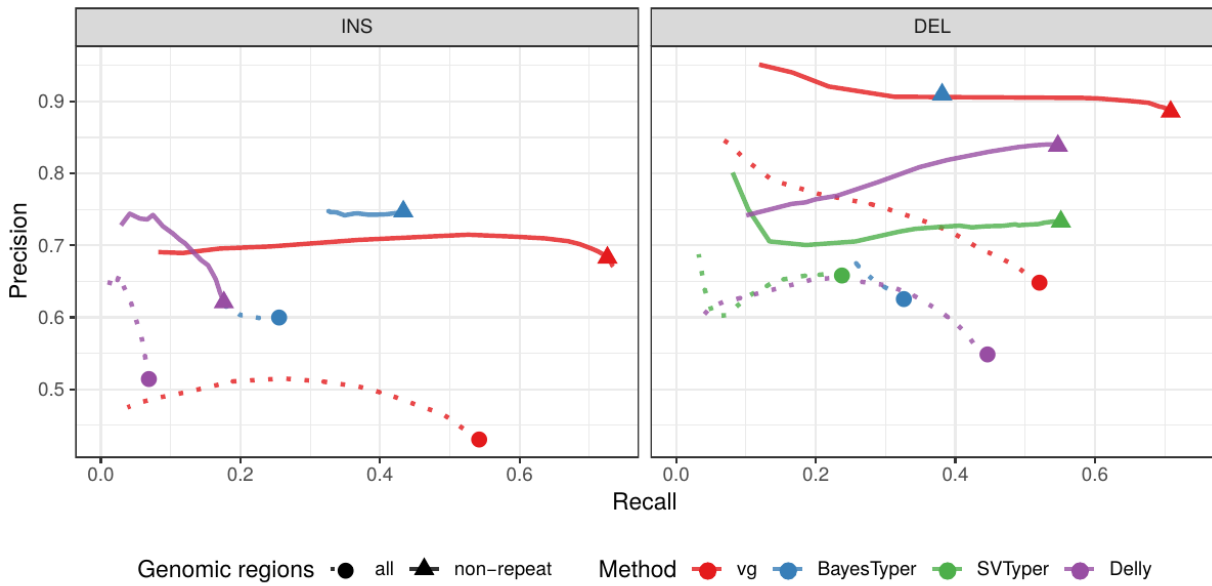 INS DEL
Precision
0.9
0.8
0.7
0.6
0.5
0.0 0.2 0.4 0.6 0.0 0.2 0.4 0.6
Recall
Genomic regions all non-repeat Method vg BayesTyper SVTyper Delly